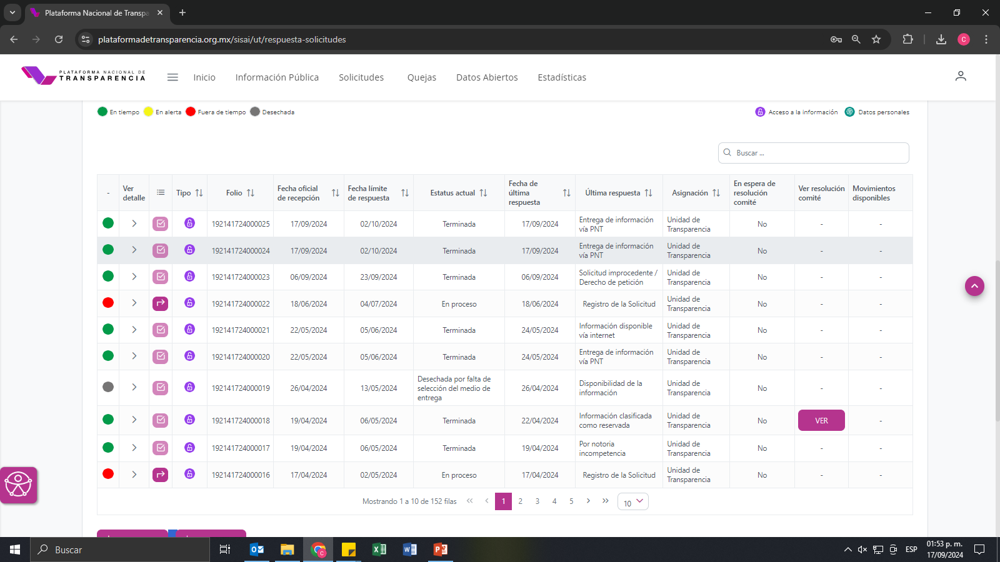 Plataforma Nacional de Transpa
plataformadetransparencia.org.mx/sisai/ut/respuesta-solicitudes
C
PLATAFORMA NACIONAL DE
TRANSPARENCIA
Inicio Información Pública Solicitudes Quejas Datos Abiertos Estadísticas
En tiempo En alerta Fuera de tiempo Desechada Acceso a la información Datos personales
Buscar ...
- Ver detalle Tipo Folio Fecha oficial de recepción Fecha límite de respuesta Estatus actual Fecha de última respuesta Última respuesta Asignación En espera de resolución comité Ver resolución comité Movimientos disponibles
192141724000025 17/09/2024 02/10/2024 Terminada 17/09/2024 Entrega de información vía PNT Unidad de Transparencia No - -
192141724000024 17/09/2024 02/10/2024 Terminada 17/09/2024 Entrega de información vía PNT Unidad de Transparencia No - -
192141724000023 06/09/2024 23/09/2024 Terminada 06/09/2024 Solicitud improcedente / Derecho de petición Unidad de Transparencia No - -
192141724000022 18/06/2024 04/07/2024 En proceso 18/06/2024 Registro de la Solicitud Unidad de Transparencia No - -
192141724000021 22/05/2024 05/06/2024 Terminada 24/05/2024 Información disponible vía internet Unidad de Transparencia No - -
192141724000020 22/05/2024 05/06/2024 Terminada 24/05/2024 Entrega de información vía PNT Unidad de Transparencia No - -
192141724000019 26/04/2024 13/05/2024 Desechada por falta de selección del medio de entrega 26/04/2024 Disponibilidad de la información Unidad de Transparencia No - -
192141724000018 19/04/2024 06/05/2024 Terminada 22/04/2024 Información clasificada como reservada Unidad de Transparencia No VER -
192141724000017 19/04/2024 06/05/2024 Terminada 19/04/2024 Por notoria incompetencia Unidad de Transparencia No - -
192141724000016 17/04/2024 02/05/2024 En proceso 17/04/2024 Registro de la Solicitud Unidad de Transparencia No - -
Mostrando 1 a 10 de 152 filas « ‹ 1 2 3 4 5 › » 10
Buscar
ESP
01:53 p. m.
17/09/2024